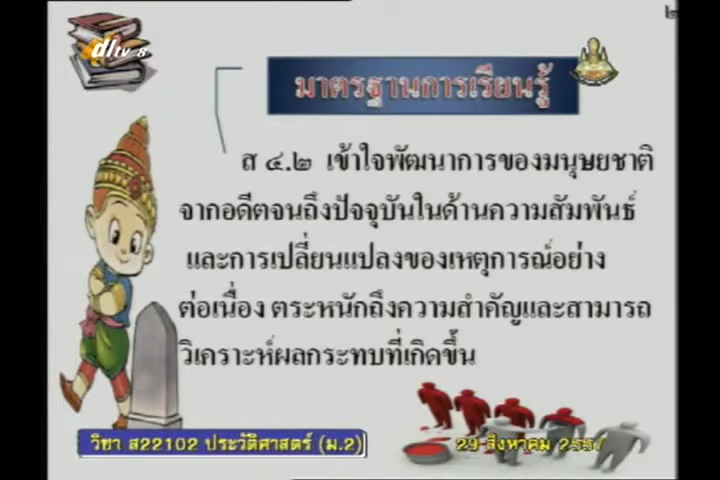 ๒
dltv 8
มาตรฐานการเรียนรู้
ส ๔.๒ เข้าใจพัฒนาการของมนุษยชาติ
จากอดีตจนถึงปัจจุบันในด้านความสัมพันธ์
และการเปลี่ยนแปลงของเหตุการณ์อย่าง
ต่อเนื่อง ตระหนักถึงความสำคัญและสามารถ
วิเคราะห์ผลกระทบที่เกิดขึ้น
วิชา ส22102 ประวัติศาสตร์ (ม.2)
29 สิงหาคม 2557